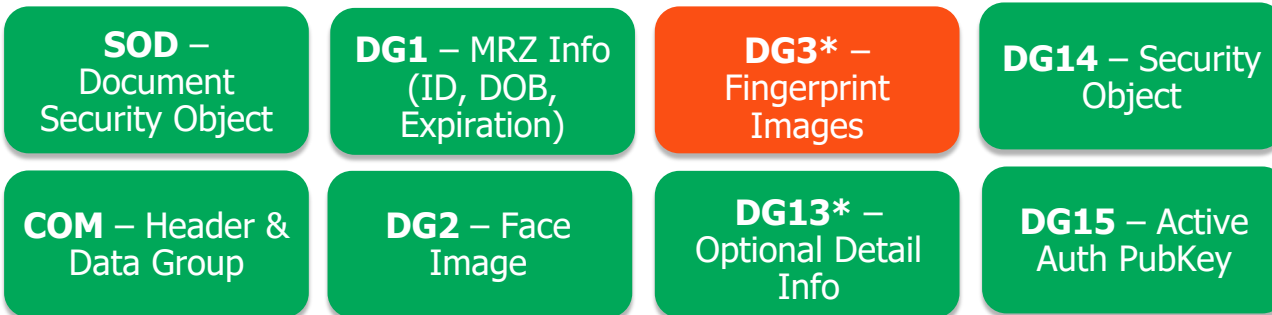 SOD –
Document
Security Object
DG1 – MRZ Info
(ID, DOB,
Expiration)
DG3* –
Fingerprint
Images
DG14 – Security
Object
COM – Header &
Data Group
DG2 – Face
Image
DG13* –
Optional Detail
Info
DG15 – Active
Auth PubKey